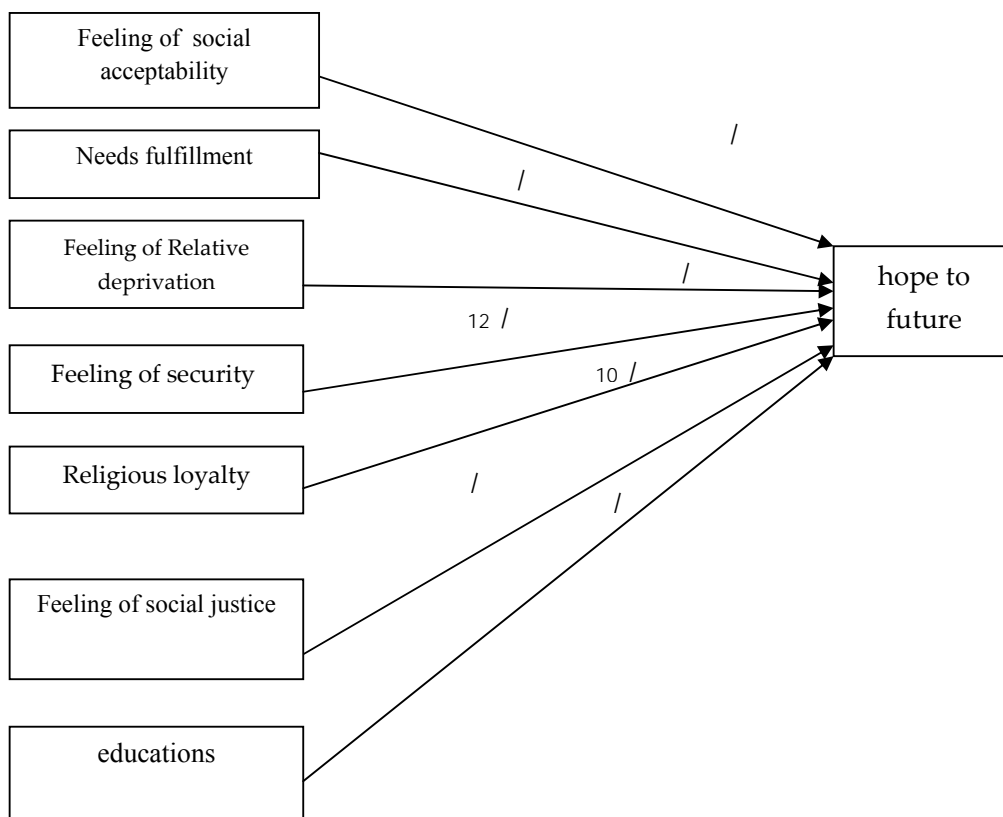 Feeling of social
acceptability
/
Needs fulfillment
/
Feeling of Relative
deprivation
/
hope to
future
12 /
Feeling of security
10 /
Religious loyalty
/
/
Feeling of social justice
educations